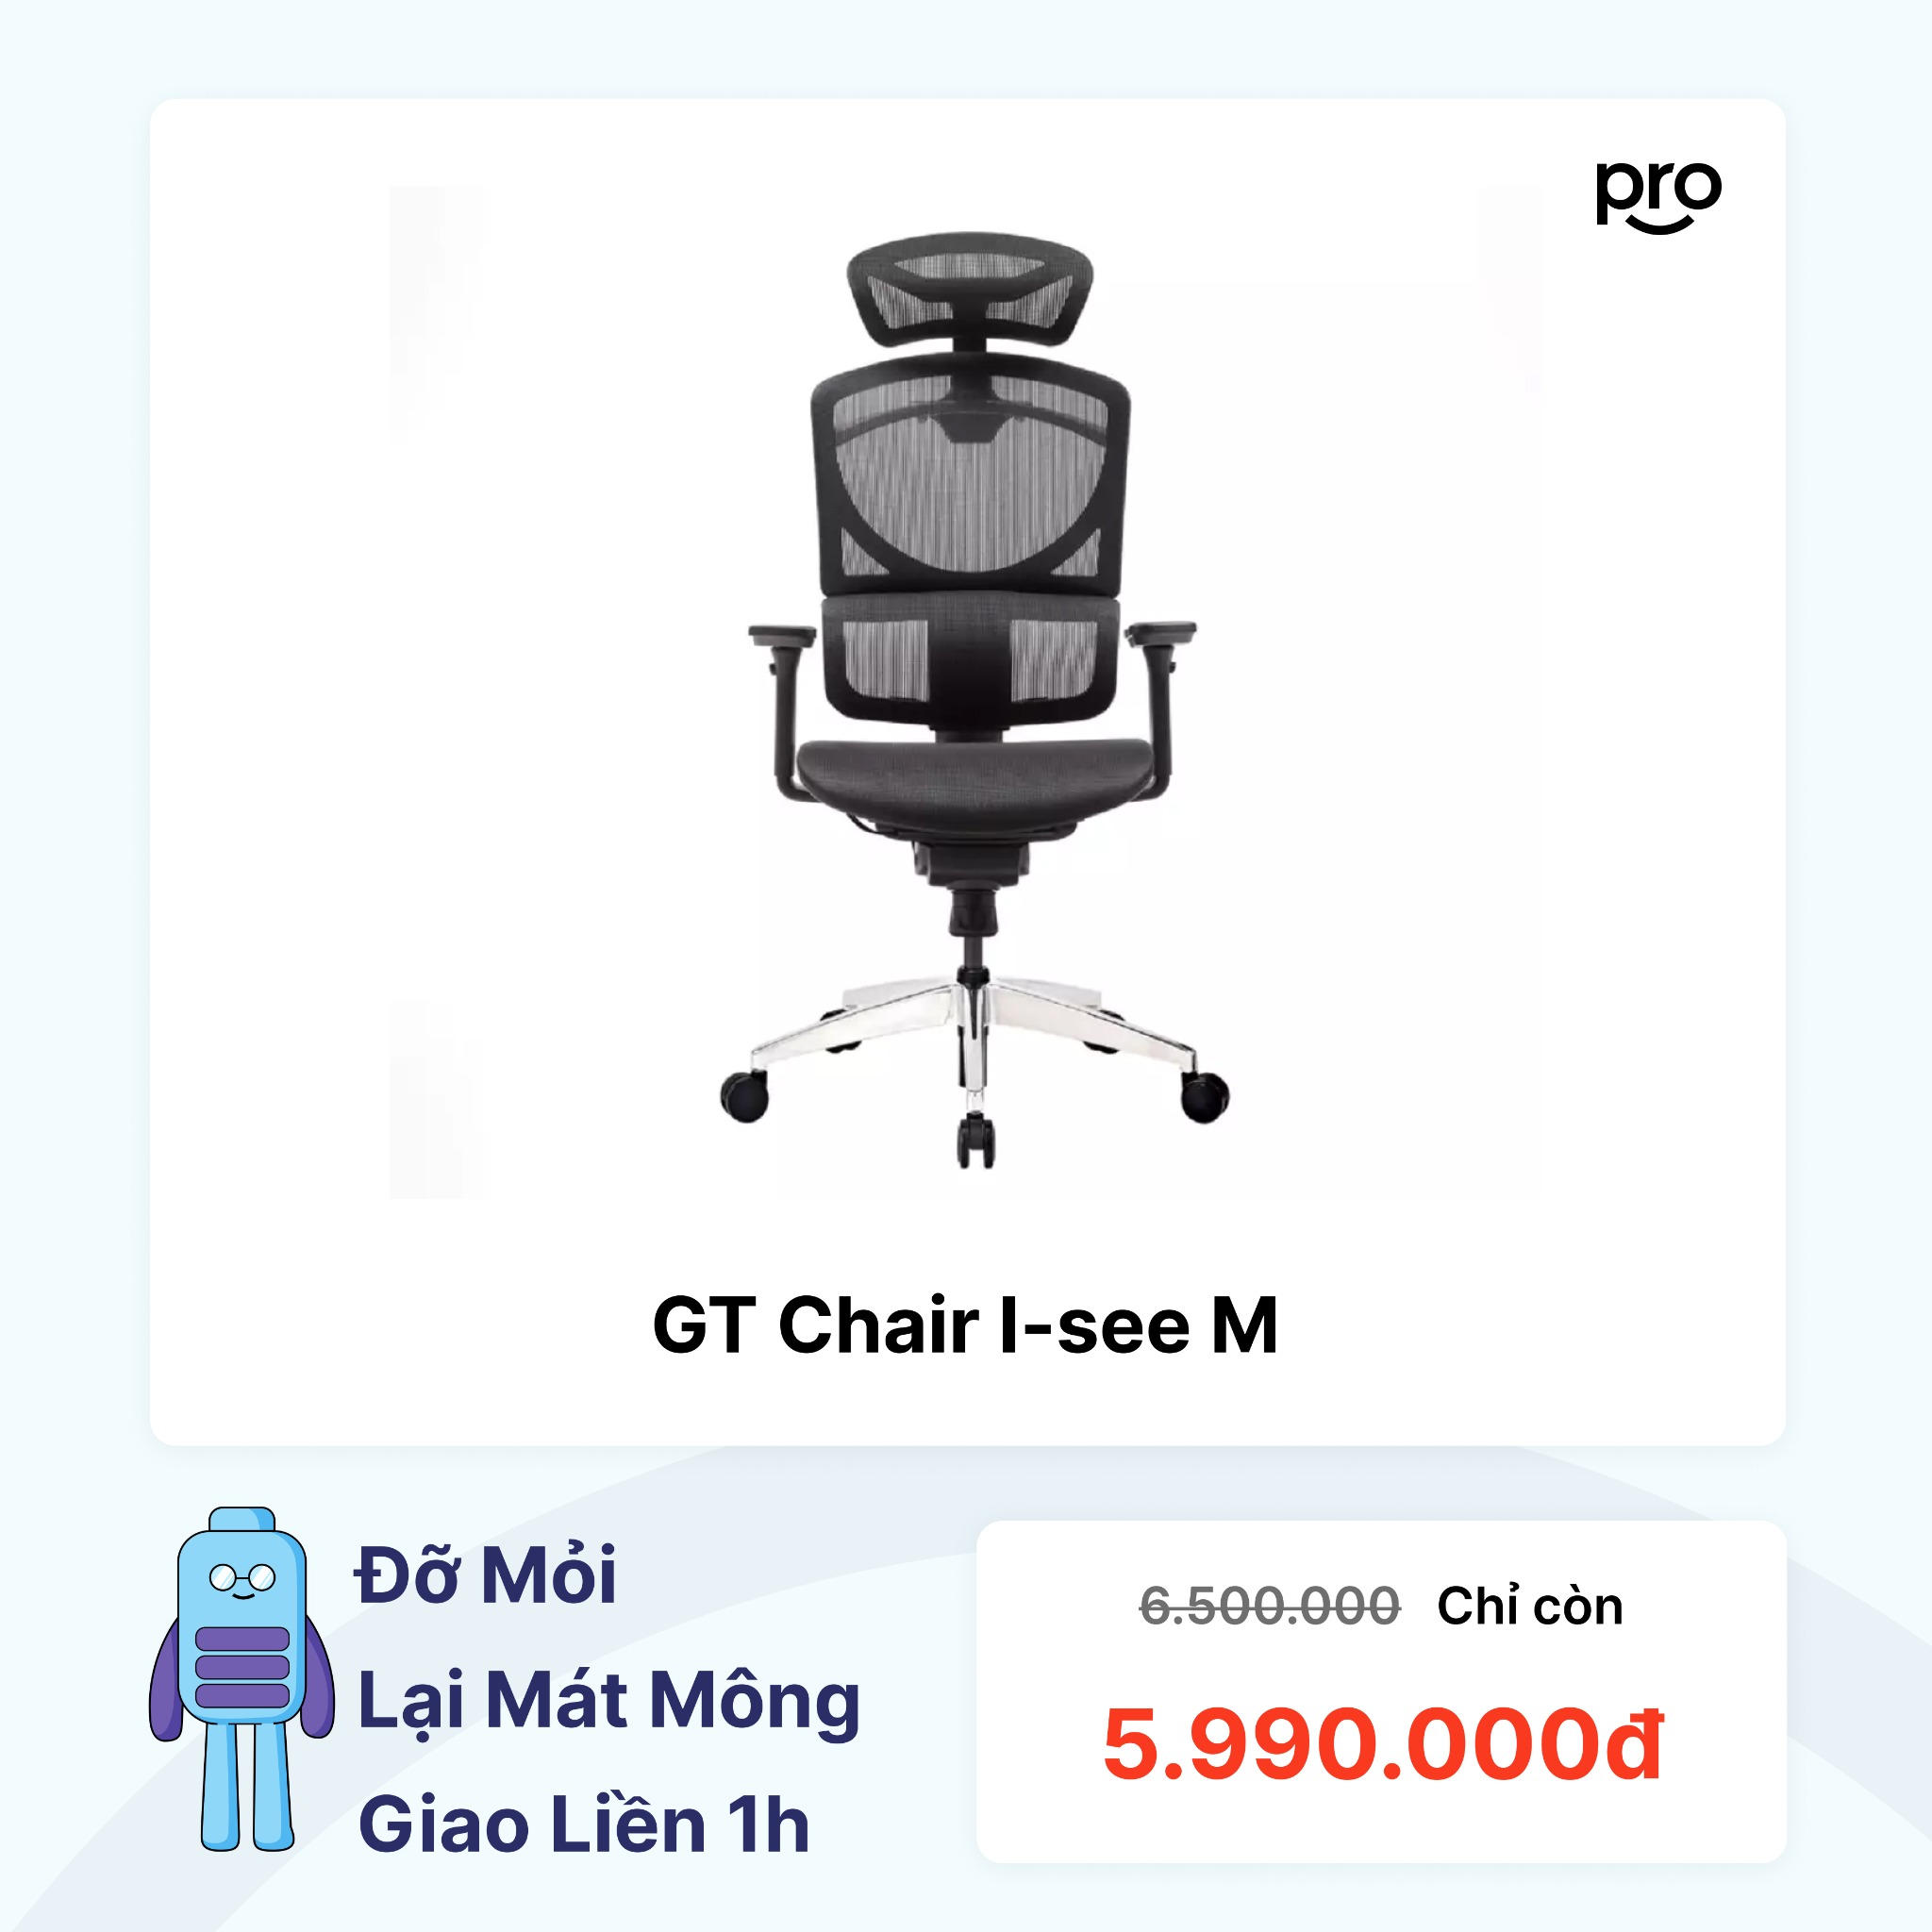 pro
GT Chair I-see M
Đỡ Mỏi
Lại Mát Mông
Giao Liền 1h
6.500.000 Chỉ còn
5.990.000đ